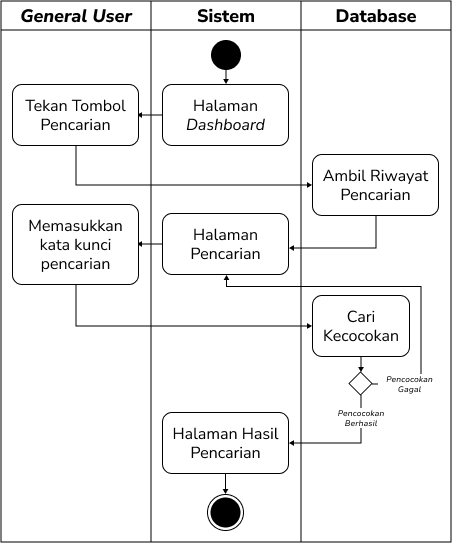 General User
Sistem
Database
Halaman
Dashboard
Tekan Tombol
Pencarian
Ambil Riwayat
Pencarian
Halaman
Pencarian
Memasukkan
kata kunci
pencarian
Cari
Kecocokan
Pencocokan
Gagal
Pencocokan
Berhasil
Halaman Hasil
Pencarian